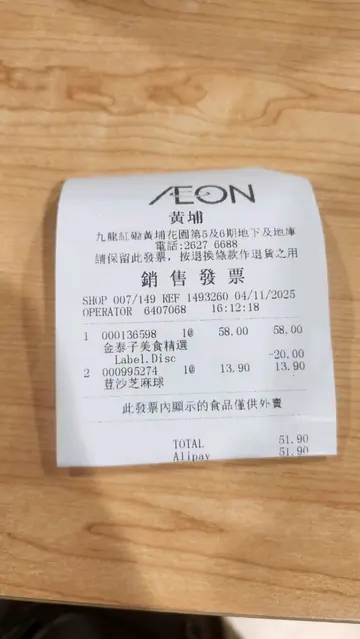 ÆON
黃埔
九龍紅磡黃埔花園第5及6期地下及地庫
電話:2627 6688
請保留此發票，按退換條款作退貨之用
銷售發票
SHOP 007/149 REF 1493260 04/11/2025
OPERATOR 6407068 16:12:18
1 000136598 1@ 58.00 58.00
金泰子美食精選
Label.Disc -20.00
2 000995274 1@ 13.90 13.90
荳沙芝麻球
此發票內顯示的食品僅供外賣
TOTAL 51.90
Alipay 51.90